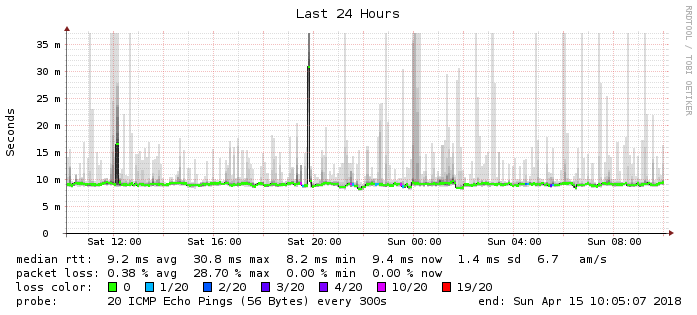 Last 24 Hours
RRDTOOL / TOBI OETIKER
Seconds
35 m
30 m
25 m
20 m
15 m
10 m
5 m
0
Sat 12:00 Sat 16:00 Sat 20:00 Sun 00:00 Sun 04:00 Sun 08:00
median rtt: 9.2 ms avg 30.8 ms max 8.2 ms min 9.4 ms now 1.4 ms sd 6.7 am/s
packet loss: 0.38 % avg 28.70 % max 0.00 % min 0.00 % now
loss color: 0 1/20 2/20 3/20 4/20 10/20 19/20
probe: 20 ICMP Echo Pings (56 Bytes) every 300s end: Sun Apr 15 10:05:07 2018